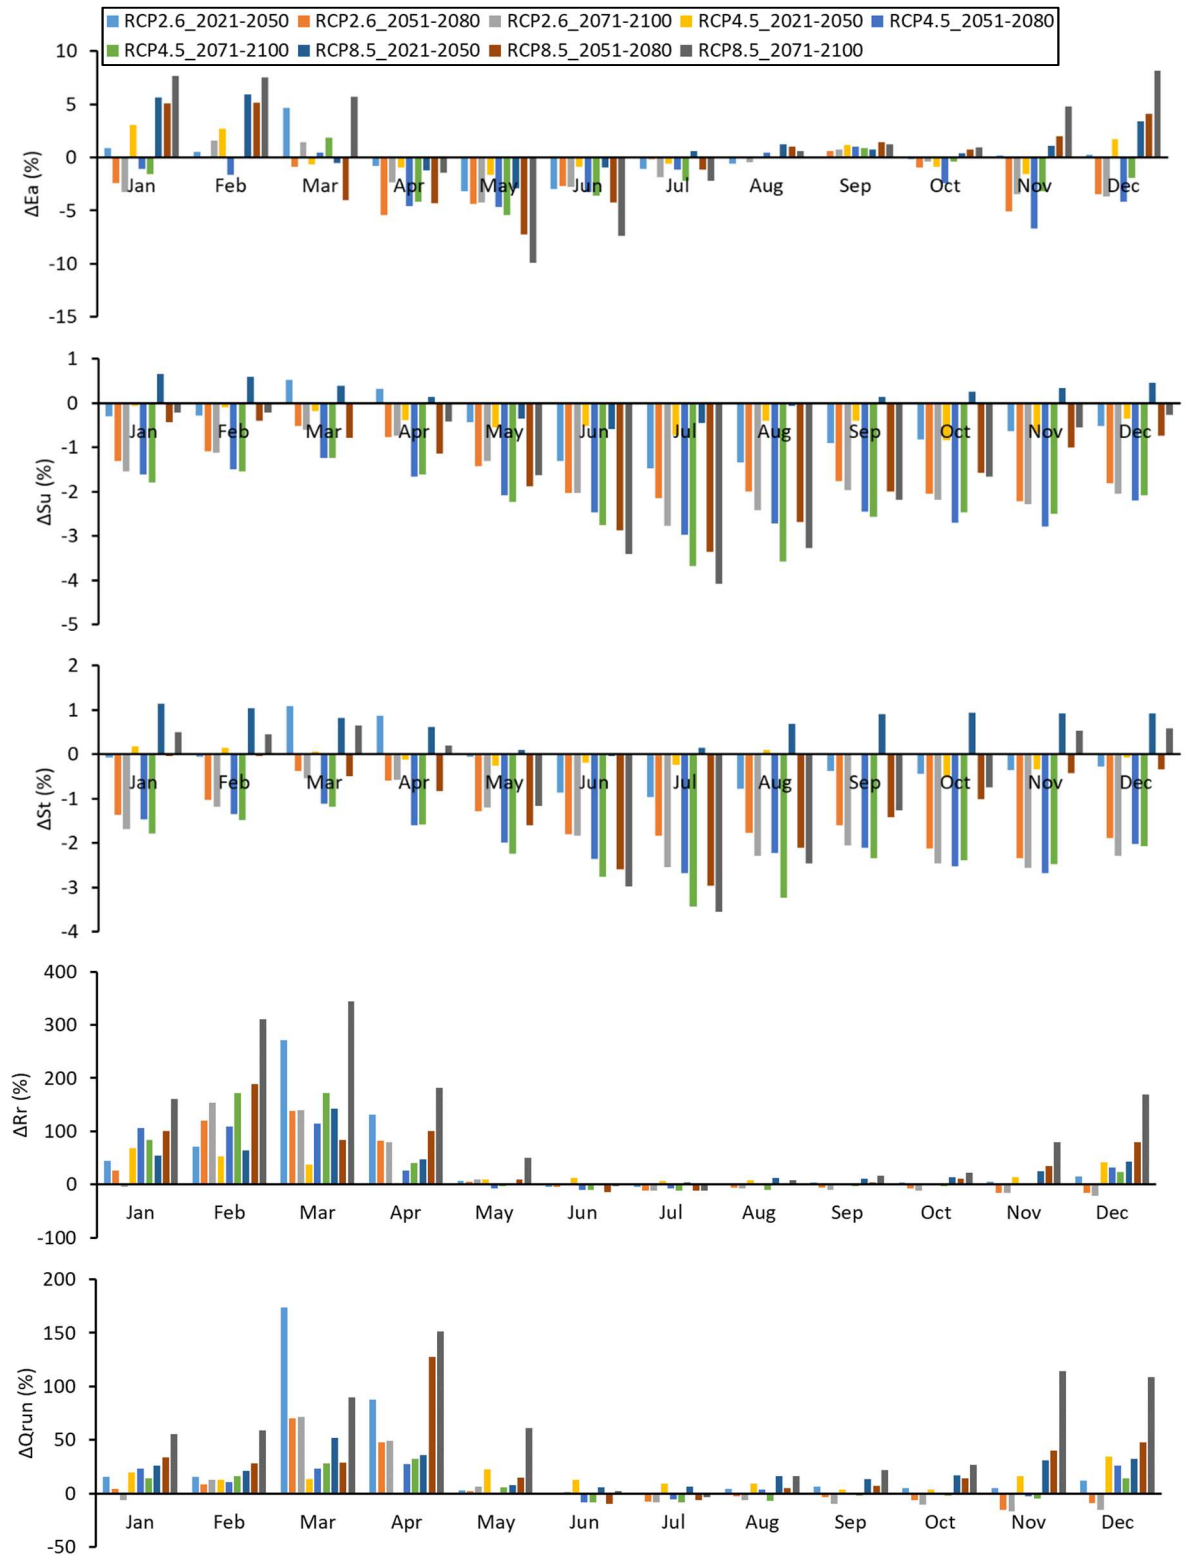 RCP2.6_2021-2050 RCP2.6_2051-2080 RCP2.6_2071-2100 RCP4.5_2021-2050 RCP4.5_2051-2080
RCP4.5_2071-2100 RCP8.5_2021-2050 RCP8.5_2051-2080 RCP8.5_2071-2100
ΔEa (%)
10
5
0
-5
-10
-15
Jan Feb Mar Apr May Jun Jul Aug Sep Oct Nov Dec
ΔSu (%)
1
0
-1
-2
-3
-4
-5
Jan Feb Mar Apr May Jun Jul Aug Sep Oct Nov Dec
ΔSt (%)
2
1
0
-1
-2
-3
-4
Jan Feb Mar Apr May Jun Jul Aug Sep Oct Nov Dec
ΔRr (%)
400
300
200
100
0
-100
Jan Feb Mar Apr May Jun Jul Aug Sep Oct Nov Dec
ΔQrun (%)
200
150
100
50
0
-50
Jan Feb Mar Apr May Jun Jul Aug Sep Oct Nov Dec